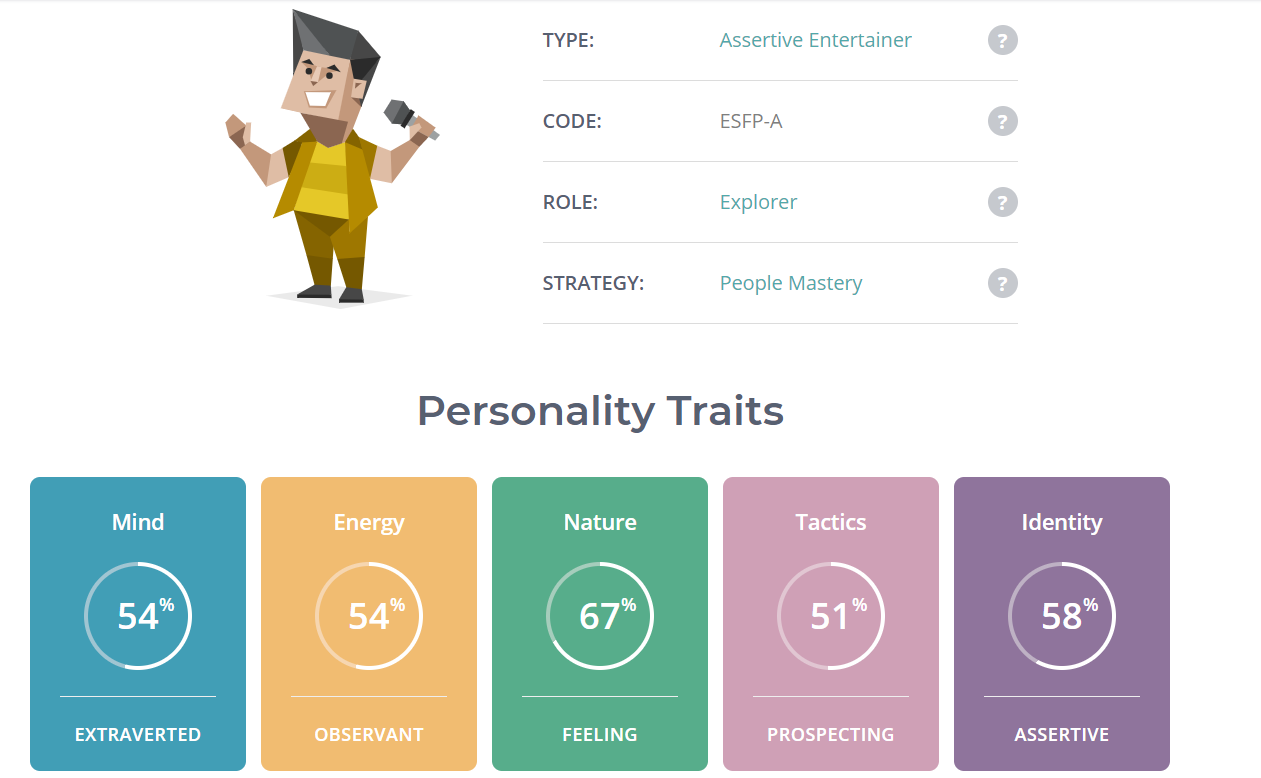 TYPE: Assertive Entertainer ?
CODE: ESFP-A ?
ROLE: Explorer ?
STRATEGY: People Mastery ?
Personality Traits
Mind
54%
EXTRAVERTED
Energy
54%
OBSERVANT
Nature
67%
FEELING
Tactics
51%
PROSPECTING
Identity
58%
ASSERTIVE